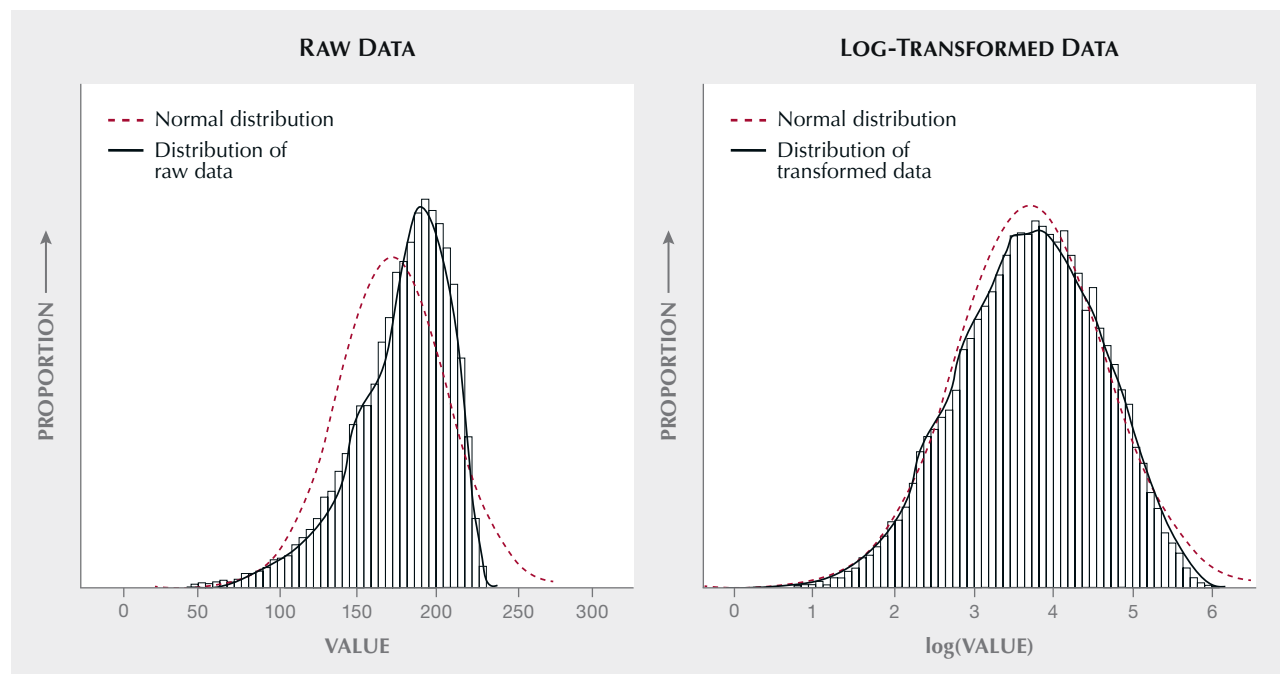 RAW DATA
Normal distribution
Distribution of
raw data
PROPORTION
0 50 100 150 200 250 300
VALUE
LOG-TRANSFORMED DATA
Normal distribution
Distribution of
transformed data
PROPORTION
0 1 2 3 4 5 6
log(VALUE)